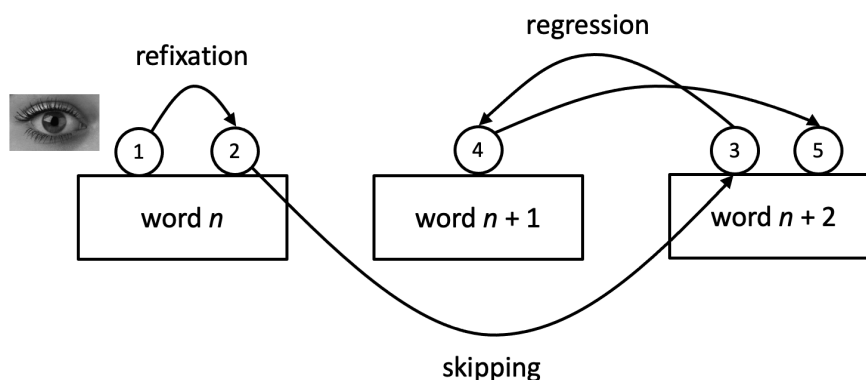 regression
refixation
1
2
4
3
5
word n
word n + 1
word n + 2
skipping